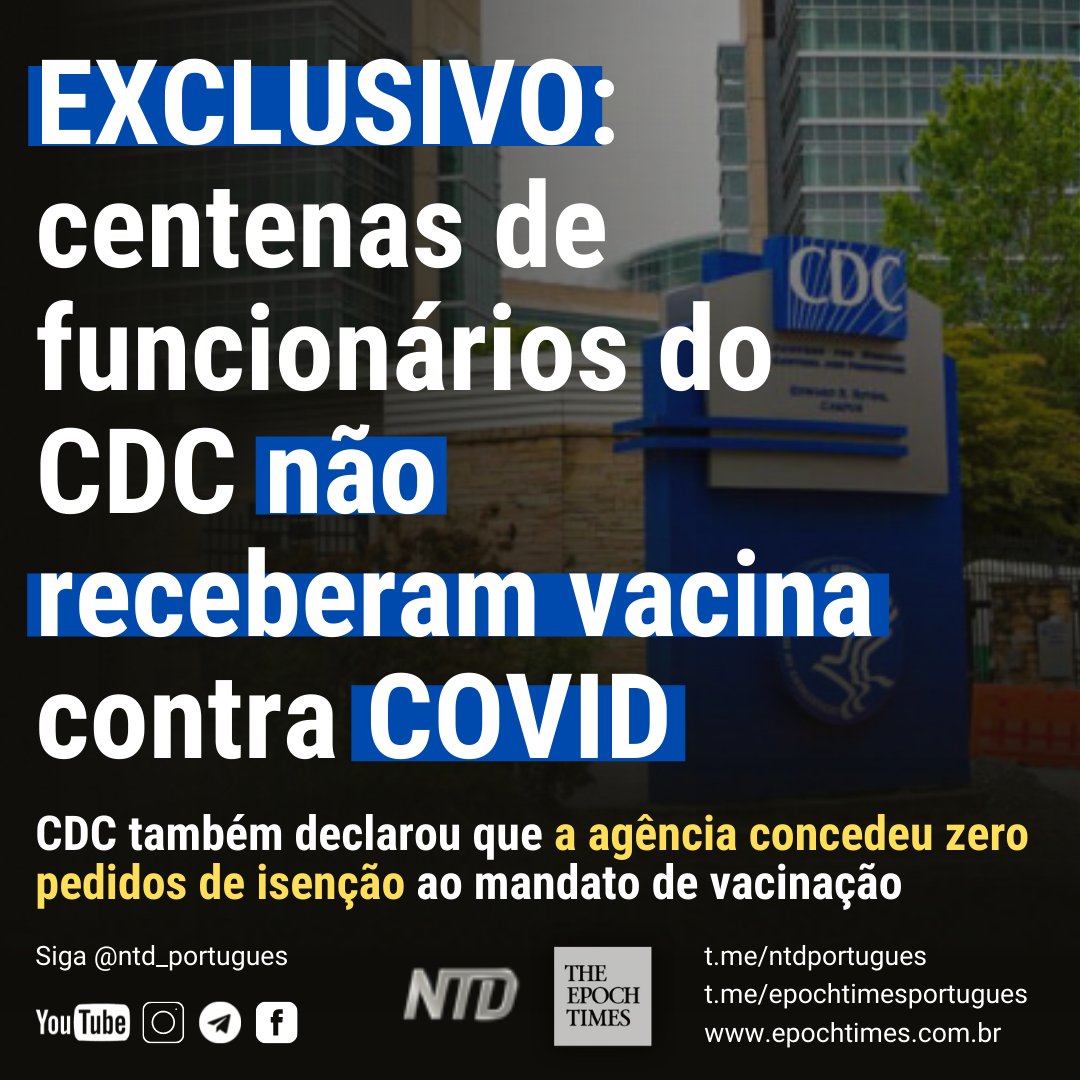 EXCLUSIVO:
centenas de
funcionários do
CDC não
receberam vacina
contra COVID
CDC também declarou que a agência concedeu zero
pedidos de isenção ao mandato de vacinação
Siga @ntd_portugues
YouTube
NTD
THE
EPOCH
TIMES
t.me/ntdportugues
t.me/epochtimesportugues
www.epochtimes.com.br
CDC